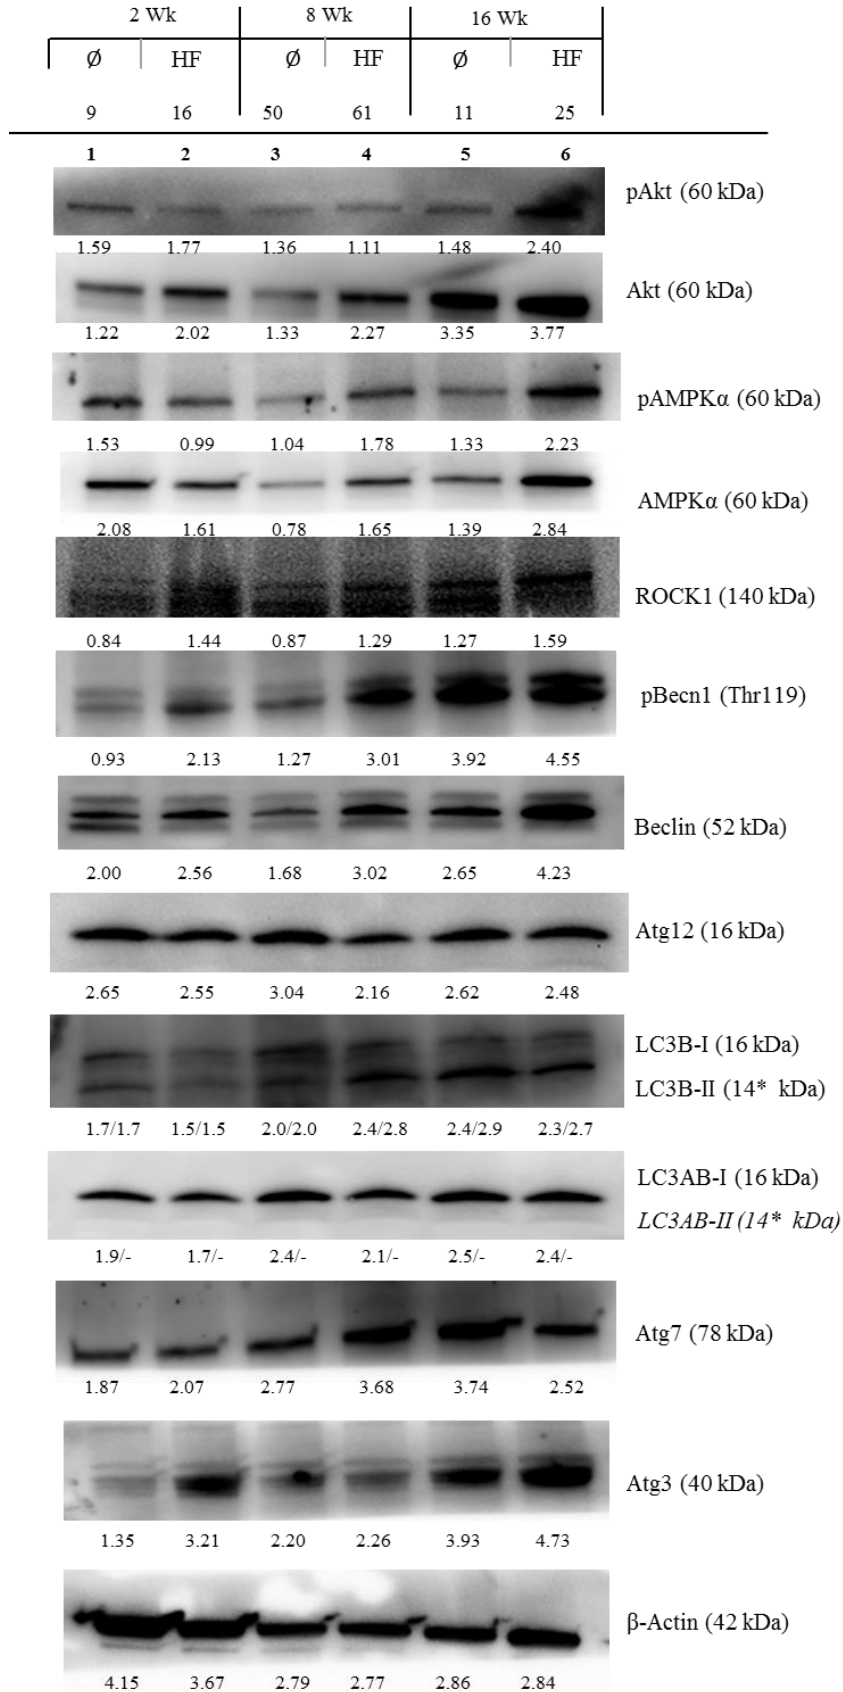 2 Wk 8 Wk 16 Wk
Ø HF Ø HF Ø HF
9 16 50 61 11 25
1 2 3 4 5 6
pAkt (60 kDa)
1.59 1.77 1.36 1.11 1.48 2.40
Akt (60 kDa)
1.22 2.02 1.33 2.27 3.35 3.77
pAMPKα (60 kDa)
1.53 0.99 1.04 1.78 1.33 2.23
AMPKα (60 kDa)
2.08 1.61 0.78 1.65 1.39 2.84
ROCK1 (140 kDa)
0.84 1.44 0.87 1.29 1.27 1.59
pBecn1 (Thr119)
0.93 2.13 1.27 3.01 3.92 4.55
Beclin (52 kDa)
2.00 2.56 1.68 3.02 2.65 4.23
Atg12 (16 kDa)
2.65 2.55 3.04 2.16 2.62 2.48
LC3B-I (16 kDa)
LC3B-II (14* kDa)
1.7/1.7 1.5/1.5 2.0/2.0 2.4/2.8 2.4/2.9 2.3/2.7
LC3AB-I (16 kDa)
LC3AB-II (14* kDa)
1.9/- 1.7/- 2.4/- 2.1/- 2.5/- 2.4/-
Atg7 (78 kDa)
1.87 2.07 2.77 3.68 3.74 2.52
Atg3 (40 kDa)
1.35 3.21 2.20 2.26 3.93 4.73
β-Actin (42 kDa)
4.15 3.67 2.79 2.77 2.86 2.84